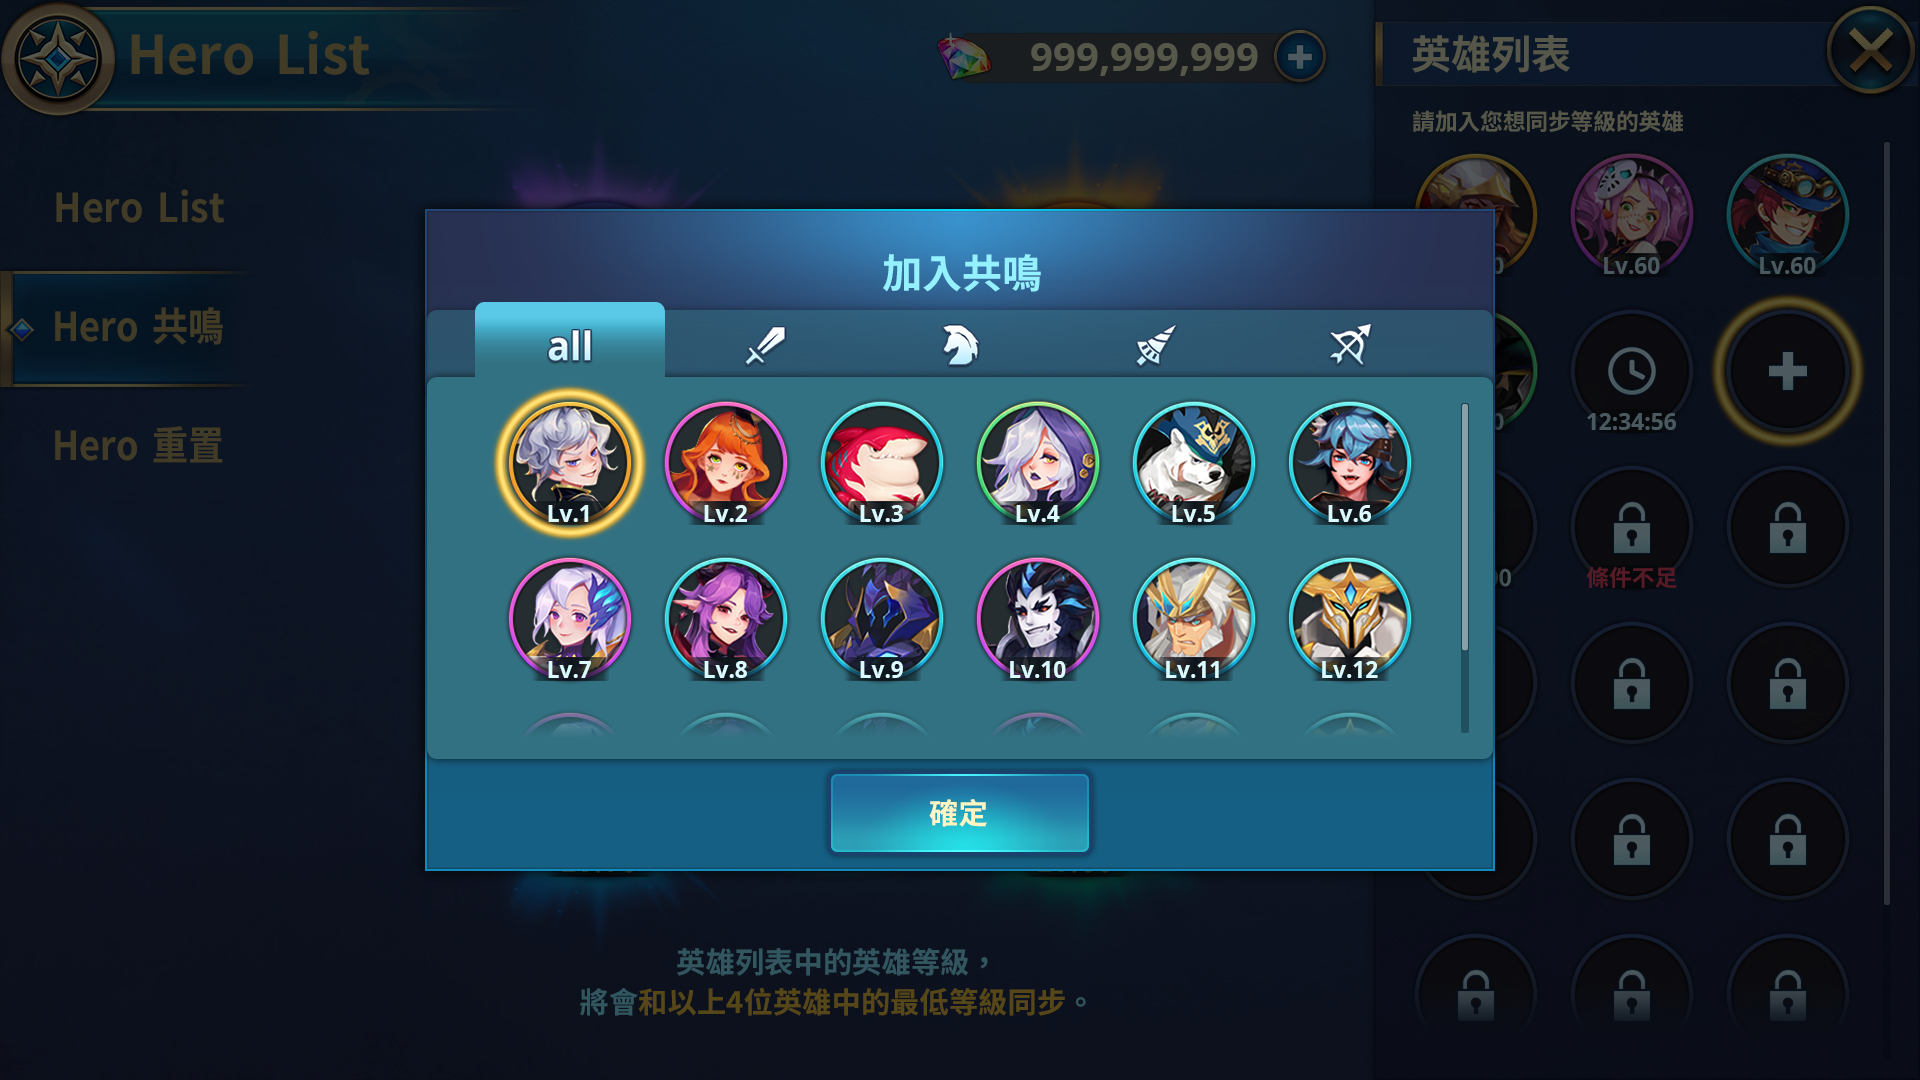 Hero List
999,999,999
英雄列表
請加入您想同步等級的英雄
Hero List
Hero 共鳴
Hero 重置
Lv.60
Lv.60
12:34:56
條件不足
加入共鳴
all
Lv.1
Lv.2
Lv.3
Lv.4
Lv.5
Lv.6
Lv.7
Lv.8
Lv.9
Lv.10
Lv.11
Lv.12
確定
英雄列表中的英雄等級，
將會和以上4位英雄中的最低等級同步。